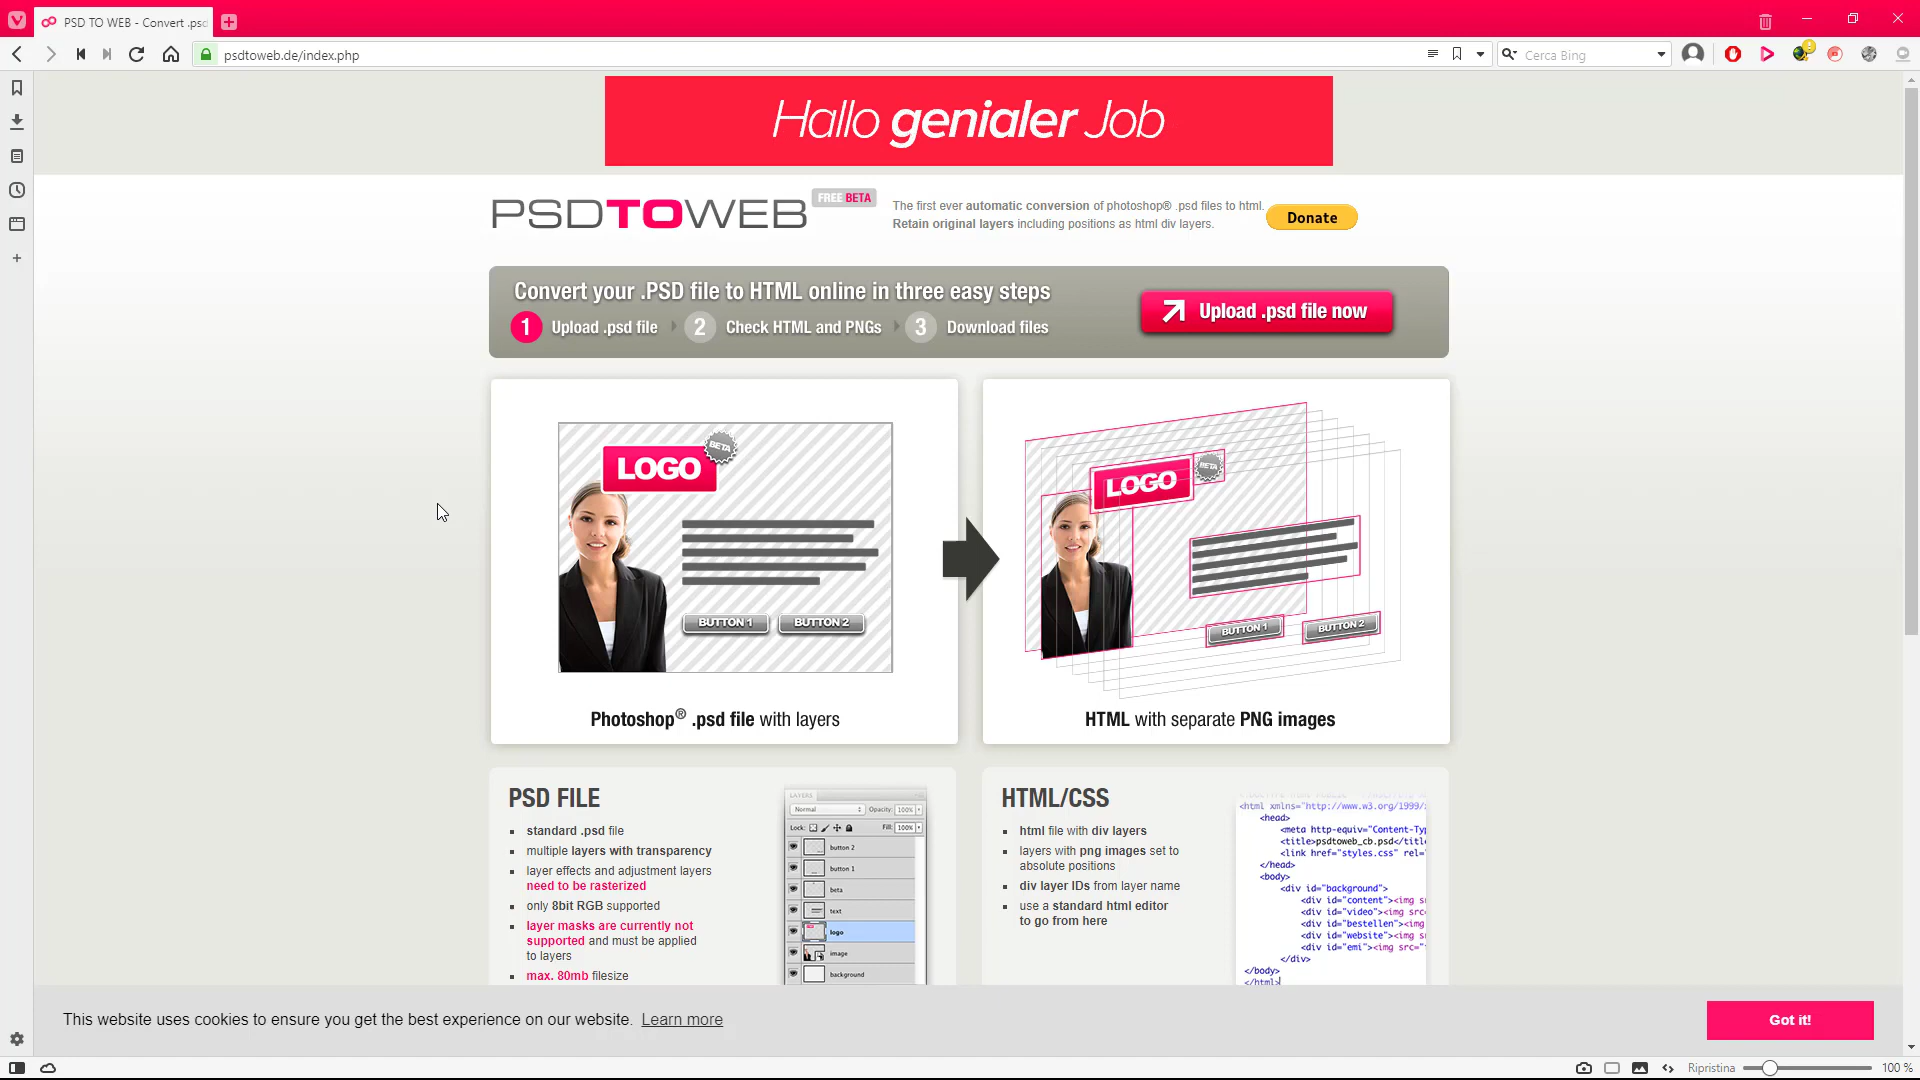 PSD TO WEB - Convert .psd
psdtoweb.de/index.php
Cerca Bing
Hallo genialer Job
PSDTOWEB
FREE BETA
The first ever automatic conversion of photoshop® .psd files to html.
Retain original layers including positions as html div layers.
Donate
Convert your .PSD file to HTML online in three easy steps
1 Upload .psd file 2 Check HTML and PNGs 3 Download files
Upload .psd file now
LOGO
BETA
BUTTON 1 BUTTON 2
Photoshop® .psd file with layers
LOGO
BETA
BUTTON 1 BUTTON 2
HTML with separate PNG images
PSD FILE
standard .psd file
multiple layers with transparency
layer effects and adjustment layers
need to be rasterized
only 8bit RGB supported
layer masks are currently not
supported and must be applied
to layers
max. 80mb filesize
LAYERS
Normal Opacity: 100%
Lock: Fill: 100%
button 2
button 1
beta
text
logo
image
background
HTML/CSS
html file with div layers
layers with png images set to
absolute positions
div layer IDs from layer name
use a standard html editor
to go from here
<html xmlns="http://www.w3.org/1999/
<head>
<meta http-equiv="Content-Ty
<title>psdtoweb_cb.psd</titl
<link href="styles.css" rel=
</head>
<body>
<div id="background">
<div id="content"><img s
<div id="video"><img src
<div id="bestellen"><img
<div id="website"><img s
<div id="emi"><img src="
</div>
</body>
</html>
This website uses cookies to ensure you get the best experience on our website. Learn more
Got it!
Ripristina 100 %